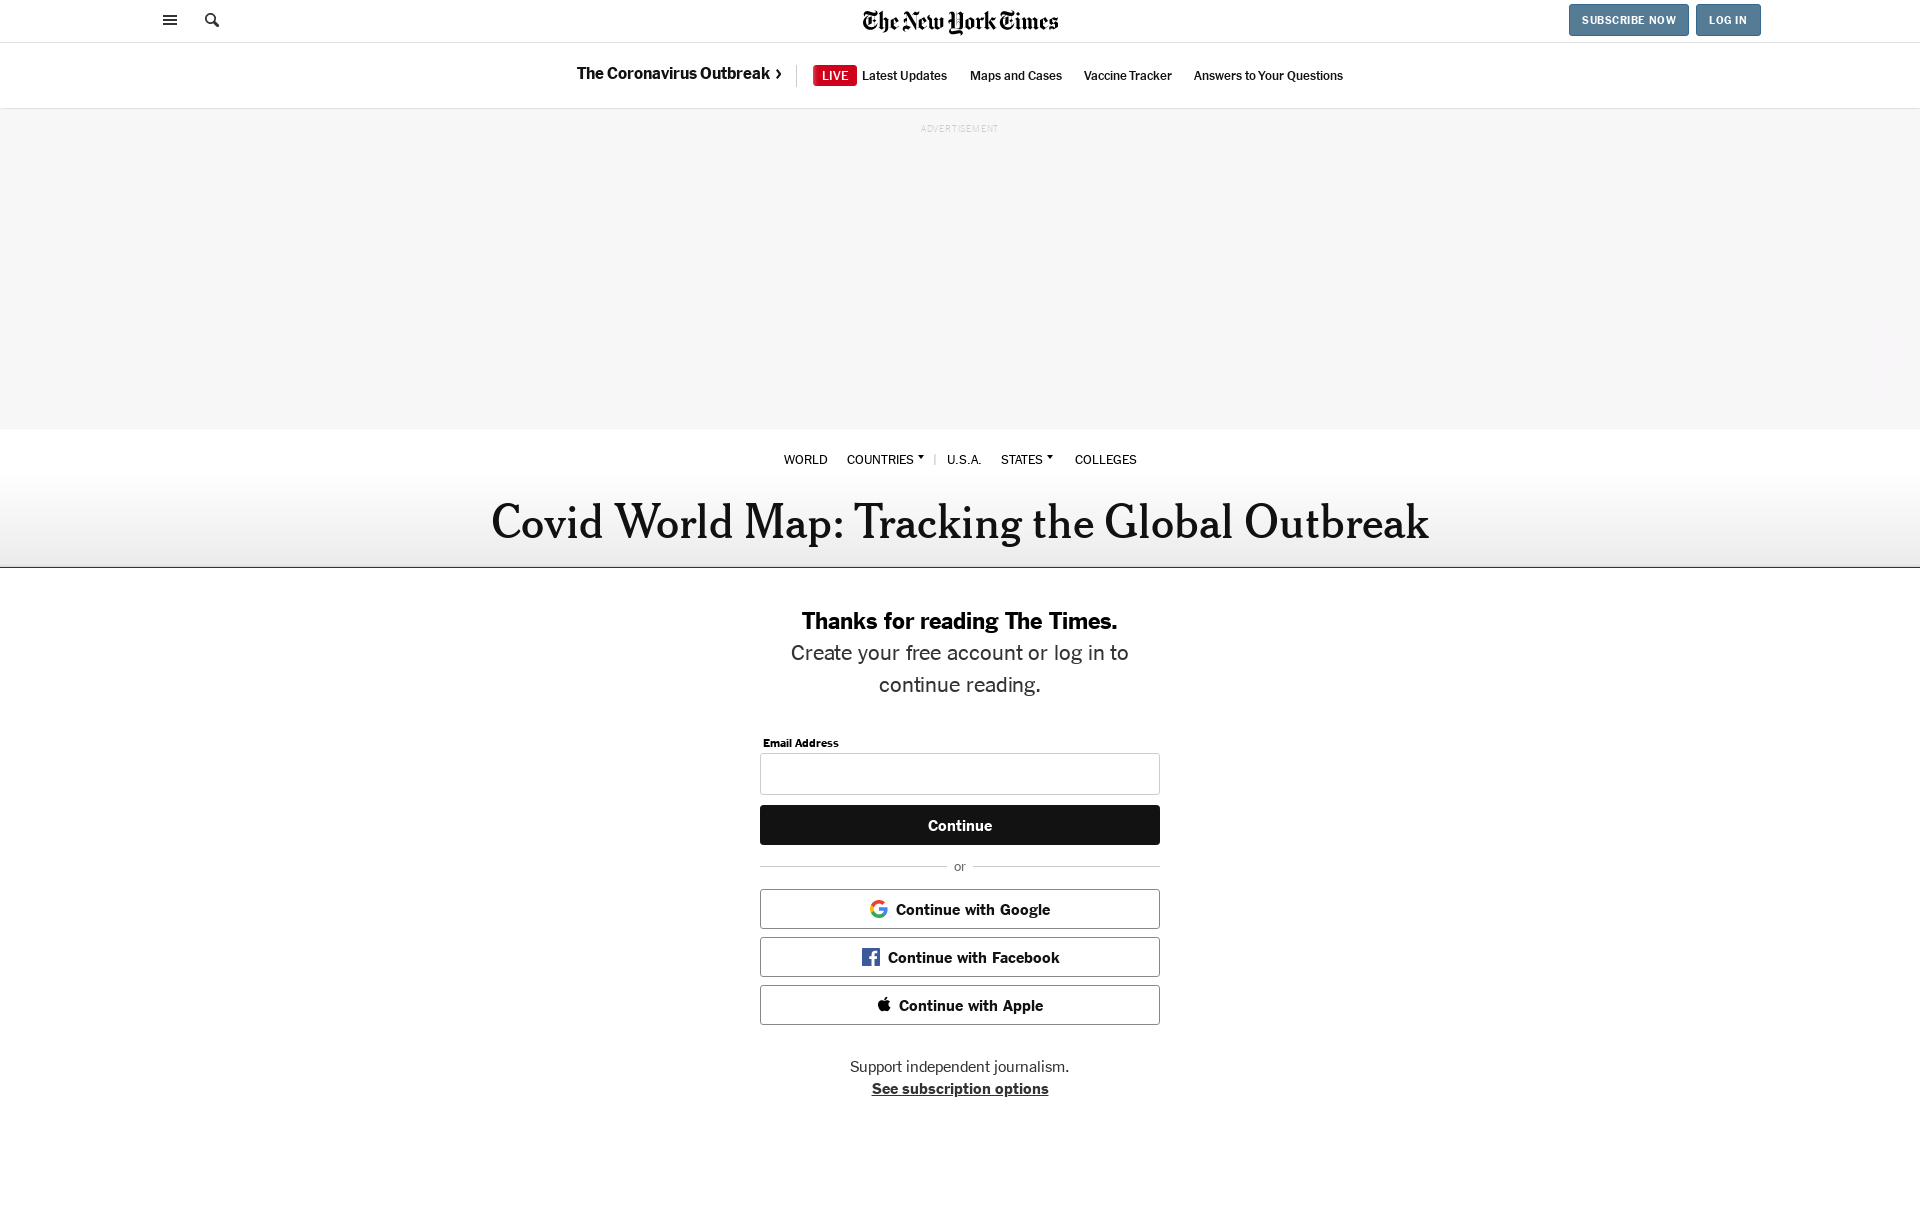 The New York Times
SUBSCRIBE NOW
LOG IN
The Coronavirus Outbreak ›
LIVE Latest Updates
Maps and Cases
Vaccine Tracker
Answers to Your Questions
ADVERTISEMENT
WORLD
COUNTRIES
U.S.A.
STATES
COLLEGES
Covid World Map: Tracking the Global Outbreak
Thanks for reading The Times.
Create your free account or log in to
continue reading.
Email Address
Continue
or
Continue with Google
Continue with Facebook
Continue with Apple
Support independent journalism.
See subscription options